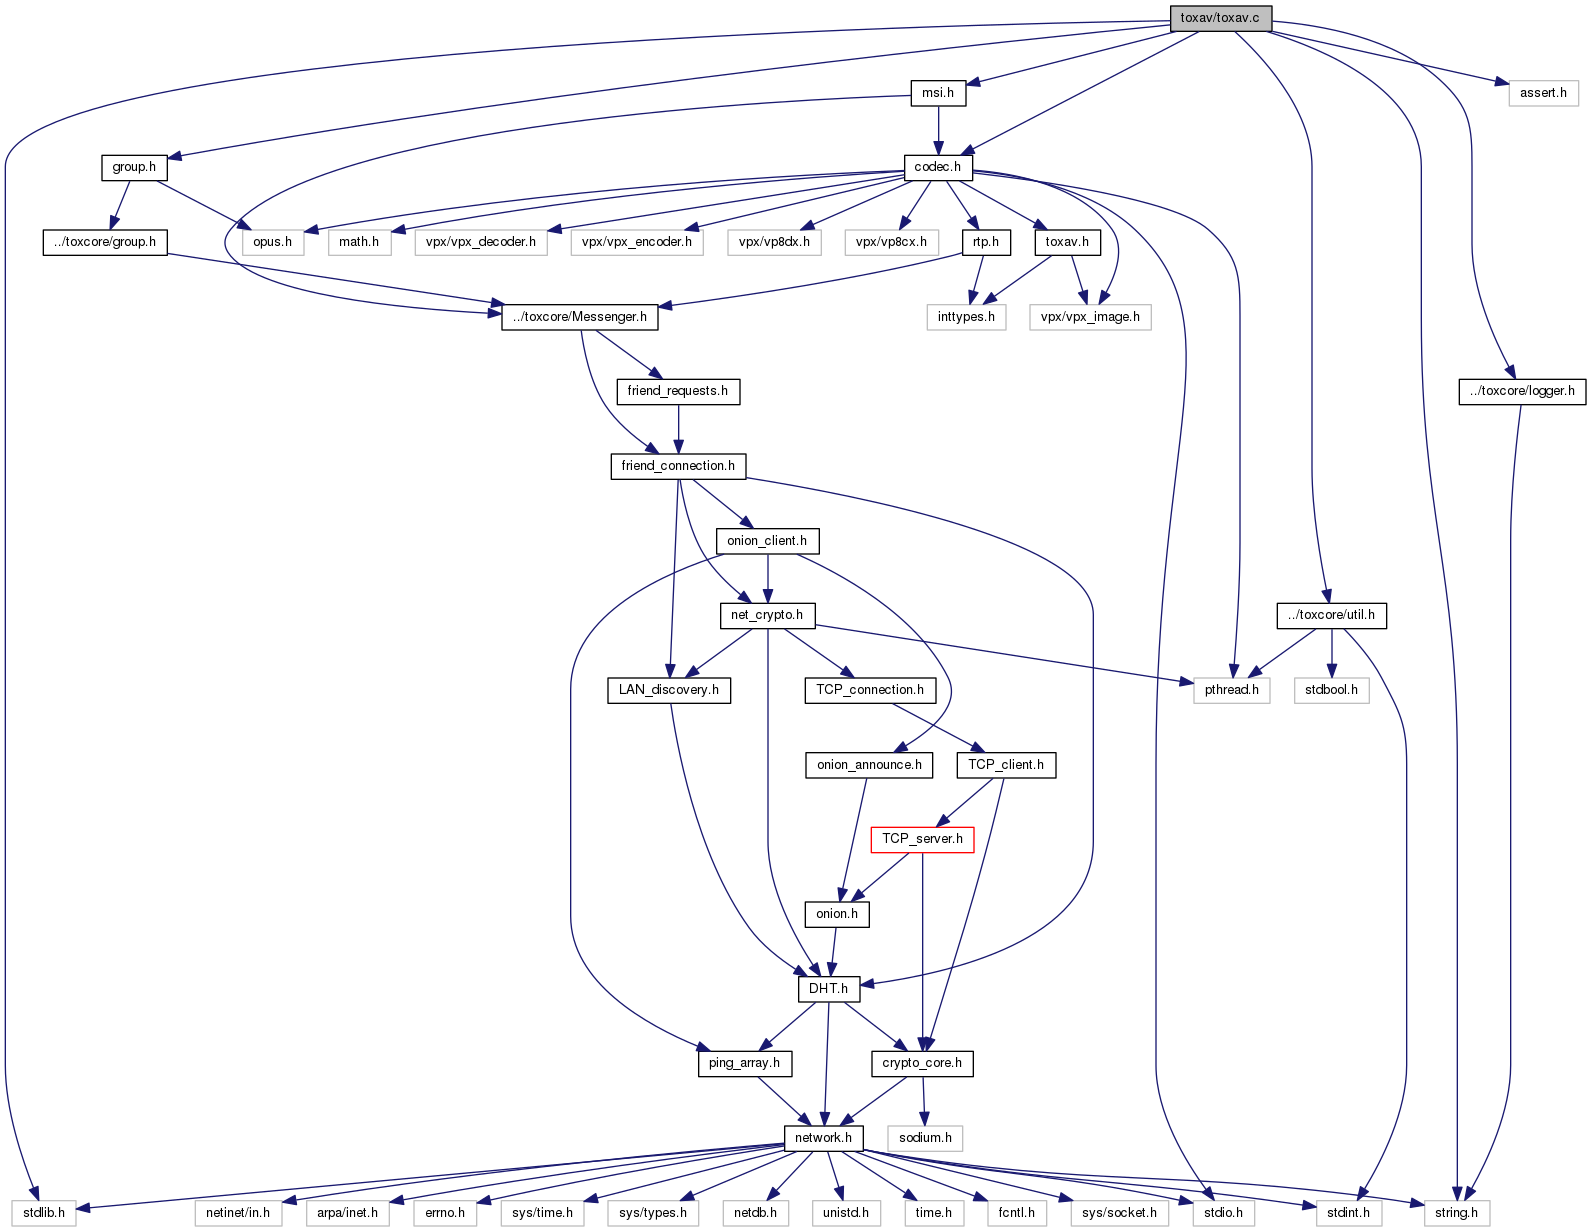 toxav/toxav.c
msi.h
assert.h
group.h
codec.h
../toxcore/group.h
opus.h
math.h
vpx/vpx_decoder.h
vpx/vpx_encoder.h
vpx/vp8dx.h
vpx/vp8cx.h
rtp.h
toxav.h
../toxcore/Messenger.h
inttypes.h
vpx/vpx_image.h
friend_requests.h
../toxcore/logger.h
friend_connection.h
onion_client.h
net_crypto.h
../toxcore/util.h
LAN_discovery.h
TCP_connection.h
pthread.h
stdbool.h
onion_announce.h
TCP_client.h
TCP_server.h
onion.h
DHT.h
ping_array.h
crypto_core.h
network.h
sodium.h
stdlib.h
netinet/in.h
arpa/inet.h
errno.h
sys/time.h
sys/types.h
netdb.h
unistd.h
time.h
fcntl.h
sys/socket.h
stdio.h
stdint.h
string.h